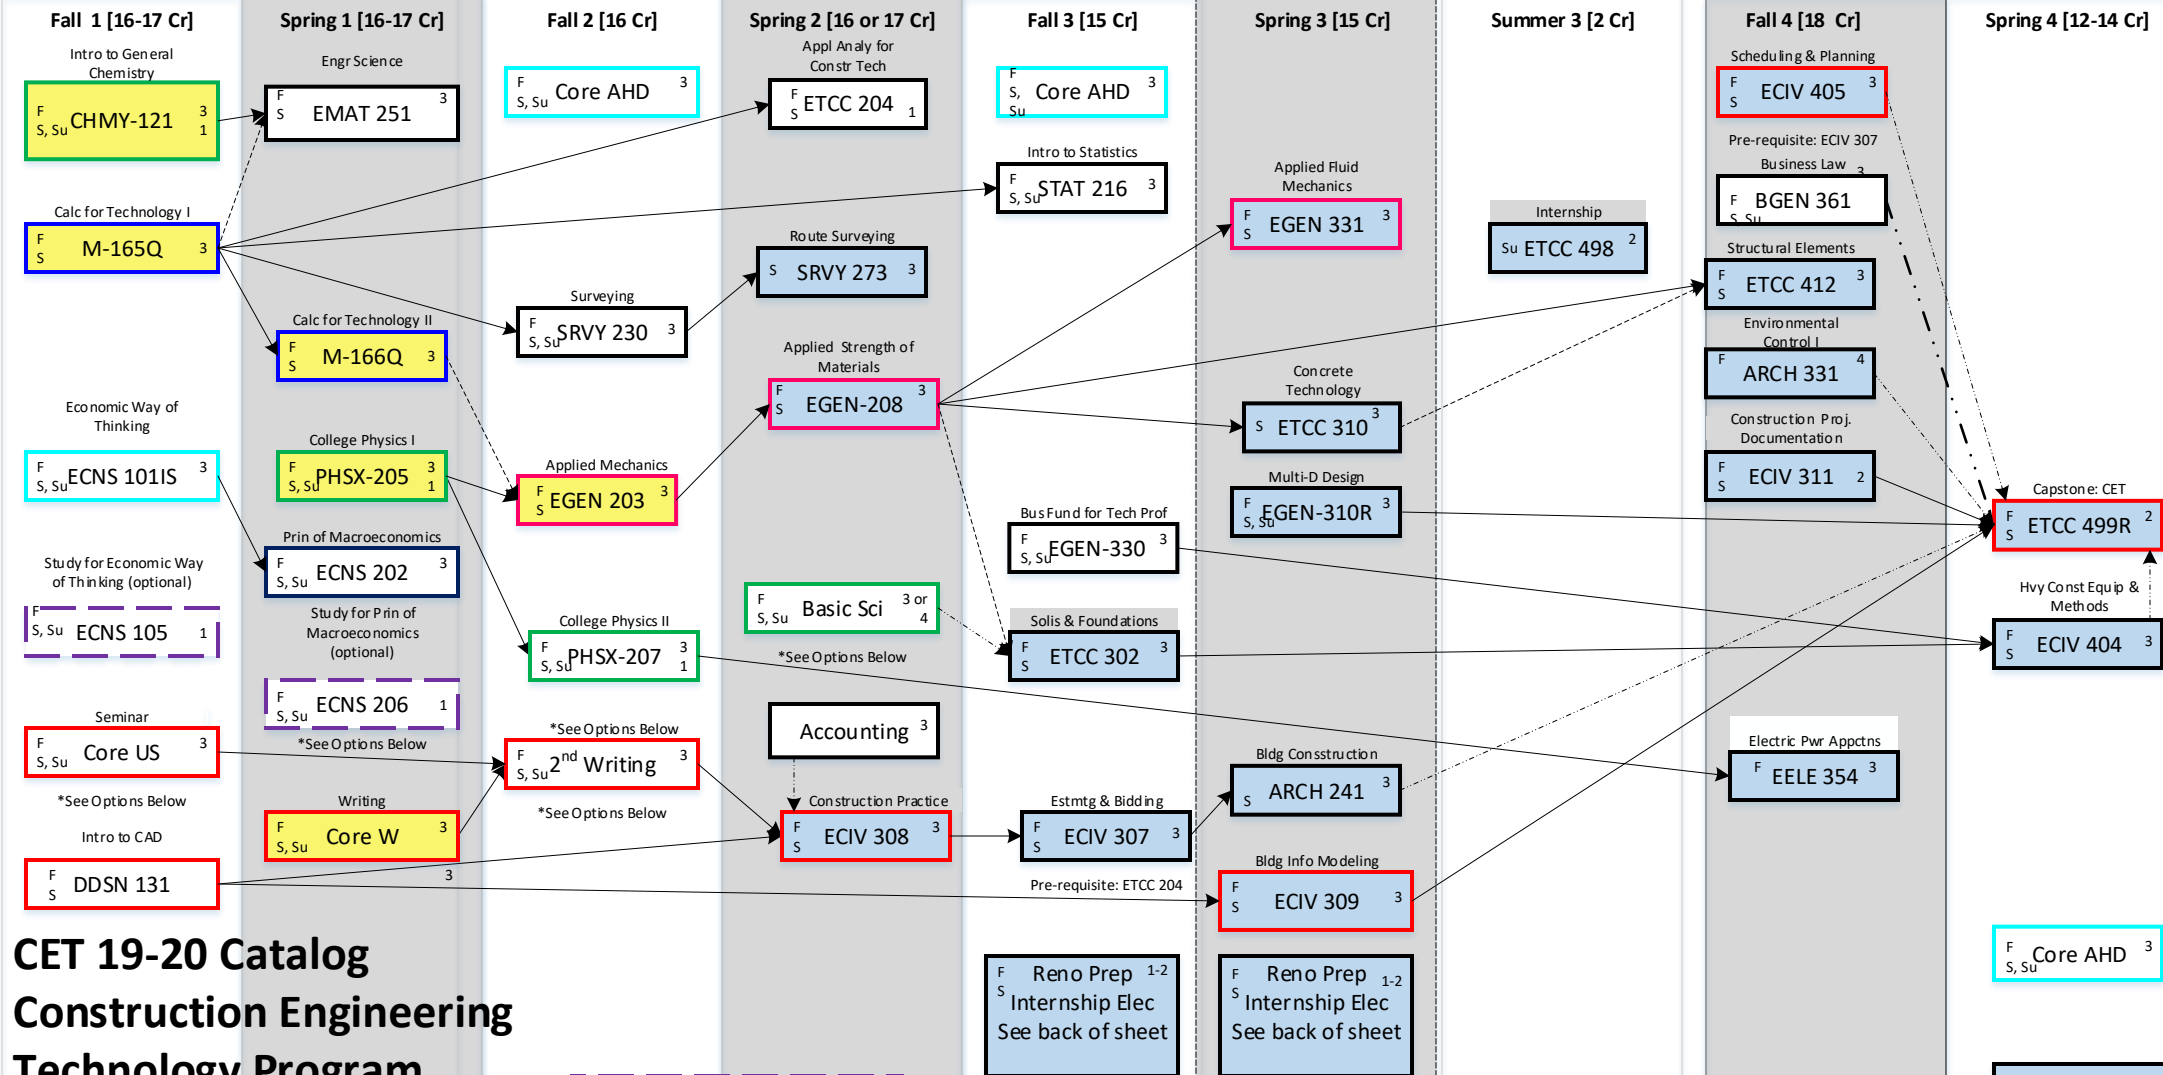 Fall 1 [16-17 Cr]
Intro to General
Chemistry
F
S, Su
CHMY-121
3
1
Calc for Technology I
F
S
M-165Q
3
Economic Way of
Thinking
F
S, Su
ECNS 101IS
3
Study for Economic Way
of Thinking (optional)
F
S, Su
ECNS 105
1
Seminar
F
S, Su
Core US
3
*See Options Below
Intro to CAD
F
S
DDSN 131
3
Spring 1 [16-17 Cr]
Engr Science
F
S
EMAT 251
3
Calc for Technology II
F
S
M-166Q
3
College Physics I
F
S, Su
PHSX-205
3
1
Prin of Macroeconomics
F
S, Su
ECNS 202
3
Study for Prin of
Macroeconomics
(optional)
F
S, Su
ECNS 206
1
*See Options Below
Writing
F
S, Su
Core W
3
Fall 2 [16 Cr]
F
S, Su
Core AHD
3
Surveying
F
S, Su
SRVY 230
3
Applied Mechanics
F
S
EGEN 203
3
College Physics II
F
S, Su
PHSX-207
3
1
*See Options Below
F
S, Su
2nd Writing
3
*See Options Below
Spring 2 [16 or 17 Cr]
Appl Analy for
Constr Tech
F
S
ETCC 204
1
Route Surveying
S
SRVY 273
3
Applied Strength of
Materials
F
S
EGEN-208
3
F
S, Su
Basic Sci
3 or
4
*See Options Below
Accounting
3
Construction Practice
F
S
ECIV 308
3
Fall 3 [15 Cr]
F
S,
Su
Core AHD
3
Intro to Statistics
F
S, Su
STAT 216
3
Bus Fund for Tech Prof
F
S, Su
EGEN-330
3
Solis & Foundations
F
S
ETCC 302
3
Estmtg & Bidding
F
S
ECIV 307
3
Pre-requisite: ETCC 204
F
S
Reno Prep
1-2
Internship Elec
See back of sheet
Spring 3 [15 Cr]
Applied Fluid
Mechanics
F
S
EGEN 331
3
Concrete
Technology
S
ETCC 310
3
Multi-D Design
F
S, Su
EGEN-310R
3
Bldg Consstruction
S
ARCH 241
3
Bldg Info Modeling
F
S
ECIV 309
3
F
S
Reno Prep
1-2
Internship Elec
See back of sheet
Summer 3 [2 Cr]
Internship
Su
ETCC 498
2
Fall 4 [18 Cr]
Scheduling & Planning
F
S
ECIV 405
3
Pre-requisite: ECIV 307
Business Law
3
F
S, Su
BGEN 361
Structural Elements
F
S
ETCC 412
3
Environmental
Control I
F
ARCH 331
4
Construction Proj.
Documentation
F
S
ECIV 311
2
Electric Pwr Appctns
F
EELE 354
3
Spring 4 [12-14 Cr]
Capstone: CET
F
S
ETCC 499R
2
Hvy Const Equip &
Methods
F
S
ECIV 404
3
F
S, Su
Core AHD
3
CET 19-20 Catalog
Construction Engineering
Technology Program